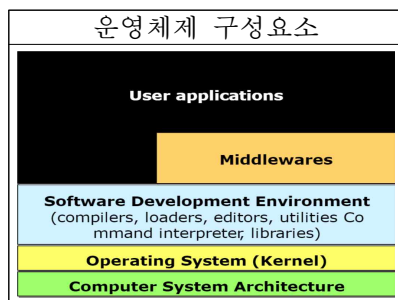 운영체제 구성요소
User applications
Middlewares
Software Development Environment
(compilers, loaders, editors, utilities Co
mmand interpreter, libraries)
Operating System (Kernel)
Computer System Architecture